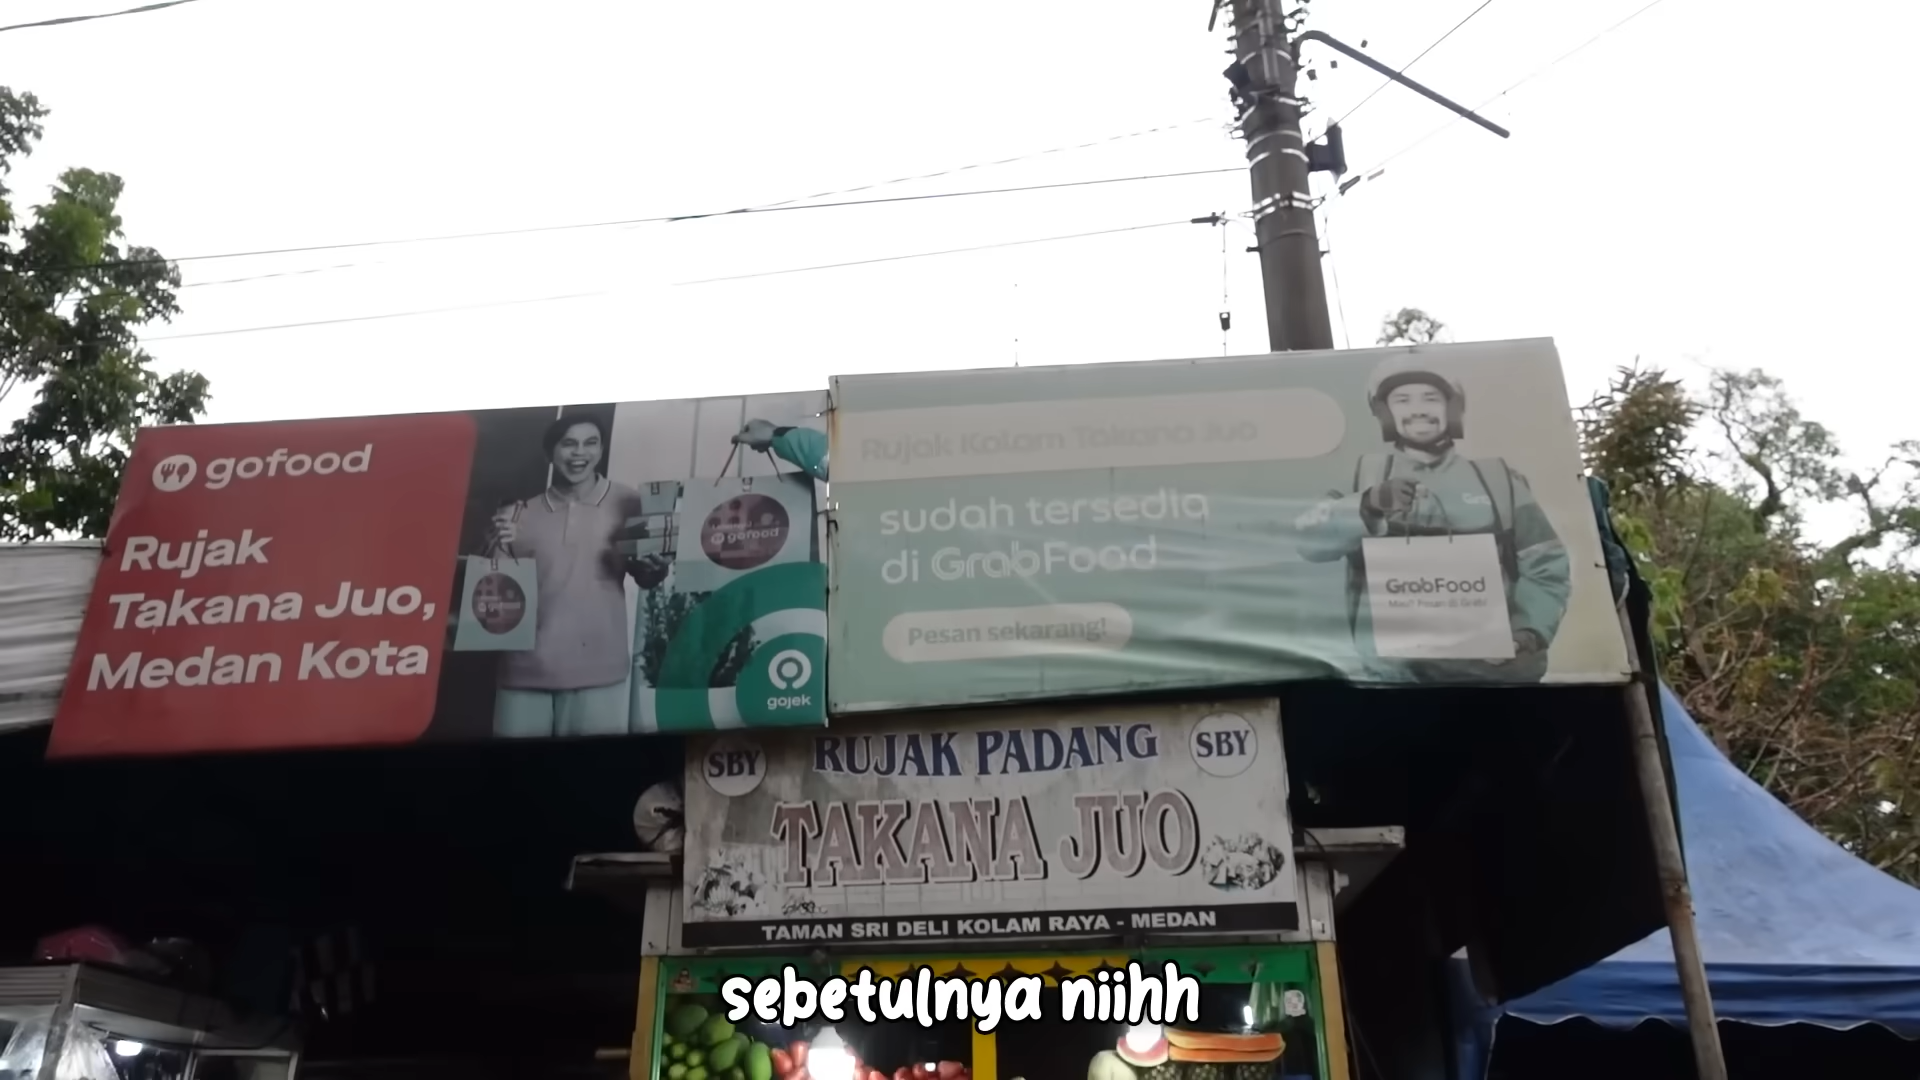 gofood
Rujak
Takana Juo,
Medan Kota
gofood
gojek
Rujak Kolam Takana Juo
sudah tersedia
di GrabFood
Pesan sekarang!
GrabFood
SBY
RUJAK PADANG
SBY
TAKANA JUO
TAMAN SRI DELI KOLAM RAYA - MEDAN
sebetulnya niihh